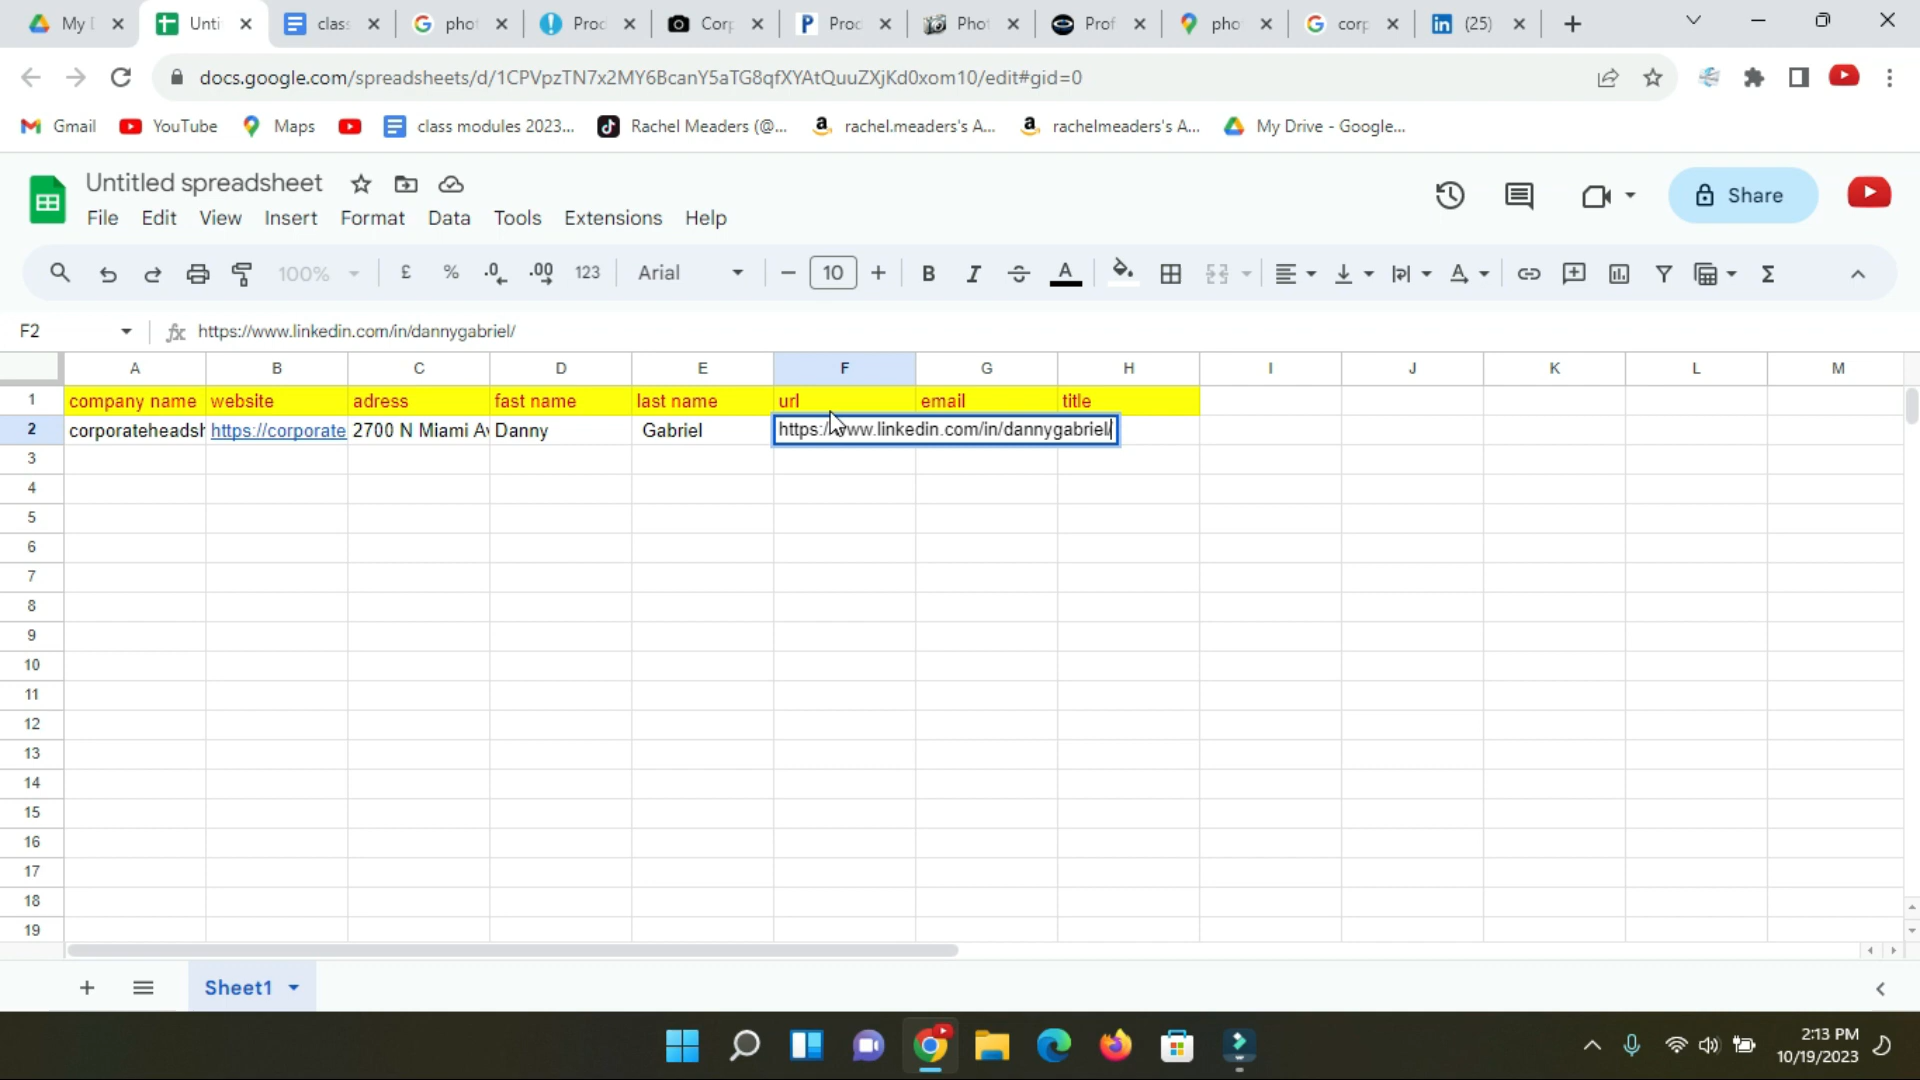 My D
Unti
clas
phot
Proc
Corp
Proc
Phot
Prof
pho
corp
(25)
docs.google.com/spreadsheets/d/1CPVpzTN7x2MY6BcanY5aTG8qfXYAtQuuZXjKd0xom10/edit#gid=0
Gmail YouTube Maps class modules 2023... Rachel Meaders (@... rachel.meaders's A... rachelmeaders's A... My Drive - Google...
Untitled spreadsheet
Share
File Edit View Insert Format Data Tools Extensions Help
100% £ % .0 .00 123 Arial 10 B I A
F2 fx https://www.linkedin.com/in/dannygabriel/
A B C D E F G H I J K L M
1 company name website adress fast name last name url email title
2 corporateheadsh https://corporate 2700 N Miami Av Danny Gabriel https://www.linkedin.com/in/dannygabriel/
3
4
5
6
7
8
9
10
11
12
13
14
15
16
17
18
19
Sheet1
2:13 PM
10/19/2023